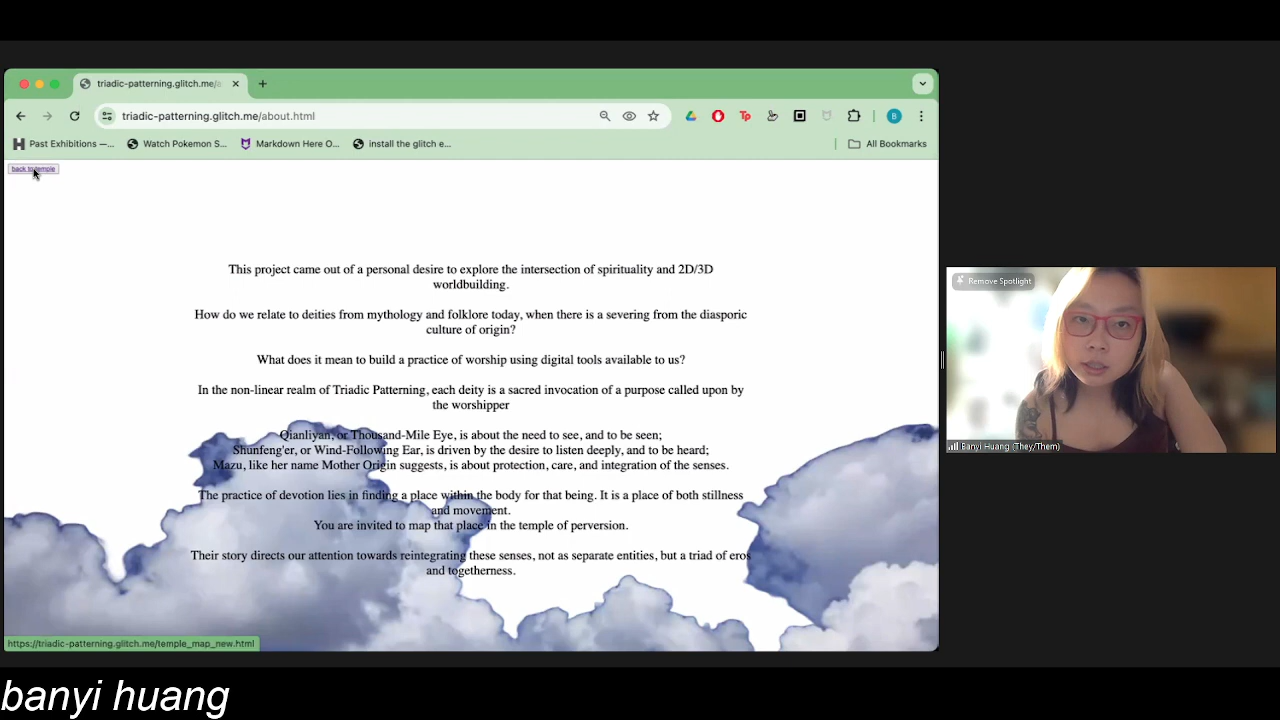 triadic-patterning.glitch.me/a
triadic-patterning.glitch.me/about.html
Past Exhibitions —...
Watch Pokemon S...
Markdown Here O...
install the glitch e...
All Bookmarks
back to temple
This project came out of a personal desire to explore the intersection of spirituality and 2D/3D
worldbuilding.
How do we relate to deities from mythology and folklore today, when there is a severing from the diasporic
culture of origin?
What does it mean to build a practice of worship using digital tools available to us?
In the non-linear realm of Triadic Patterning, each deity is a sacred invocation of a purpose called upon by
the worshipper
Qianliyan, or Thousand-Mile Eye, is about the need to see, and to be seen;
Shunfeng'er, or Wind-Following Ear, is driven by the desire to listen deeply, and to be heard;
Mazu, like her name Mother Origin suggests, is about protection, care, and integration of the senses.
The practice of devotion lies in finding a place within the body for that being. It is a place of both stillness
and movement.
You are invited to map that place in the temple of perversion.
Their story directs our attention towards reintegrating these senses, not as separate entities, but a triad of eros
and togetherness.
https://triadic-patterning.glitch.me/temple_map_new.html
Remove Spotlight
Banyi Huang (They/Them)
banyi huang